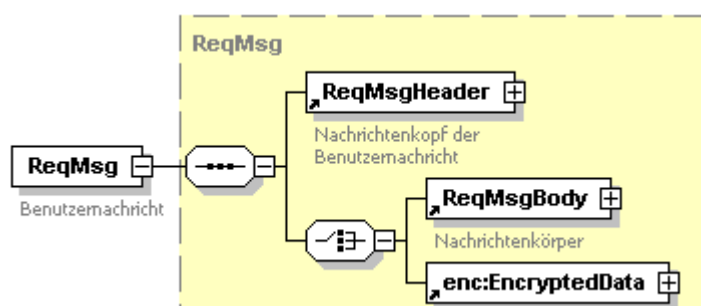 ReqMsg
ReqMsgHeader
Nachrichtenkopf der
Benutzernachricht
ReqMsg
Benutzernachricht
ReqMsgBody
Nachrichtenkörper
enc:EncryptedData